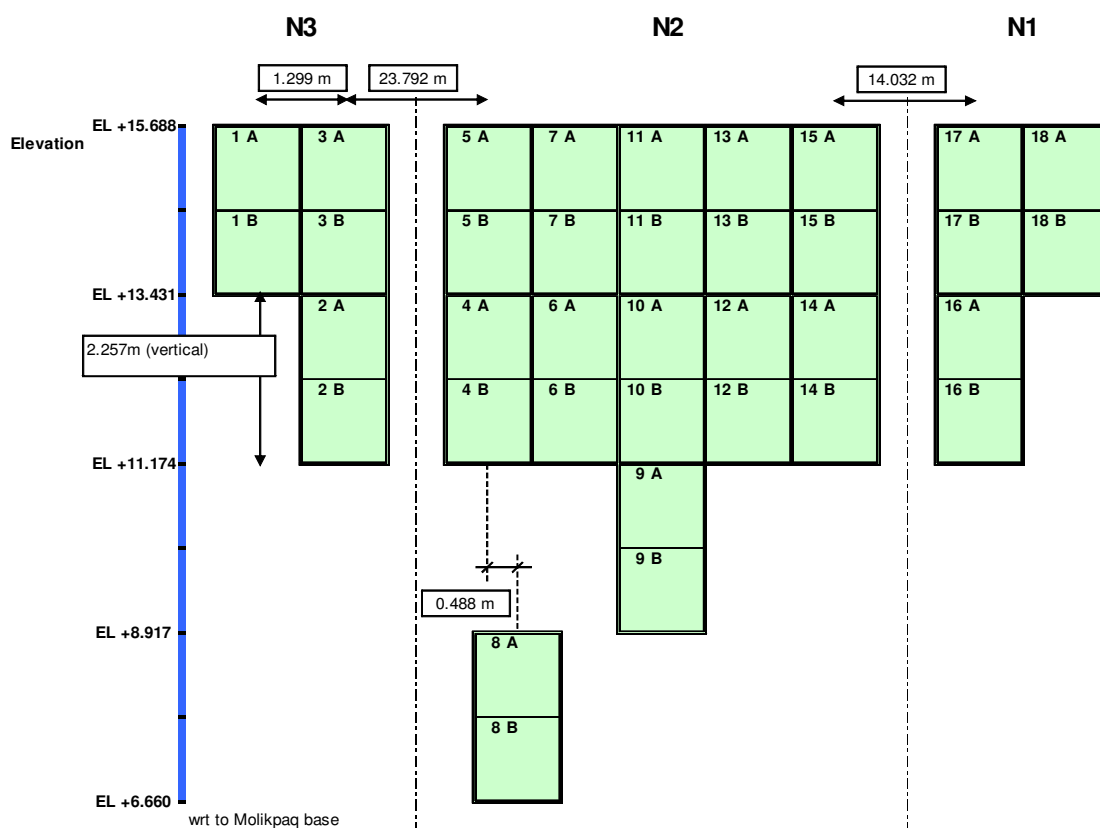 N3 N2 N1
1.299 m 23.792 m 14.032 m
EL +15.688
Elevation
1 A 3 A 5 A 7 A 11 A 13 A 15 A 17 A 18 A
1 B 3 B 5 B 7 B 11 B 13 B 15 B 17 B 18 B
EL +13.431
2 A 4 A 6 A 10 A 12 A 14 A 16 A
2.257m (vertical)
2 B 4 B 6 B 10 B 12 B 14 B 16 B
EL +11.174
9 A
9 B
0.488 m
EL +8.917
8 A
8 B
EL +6.660
wrt to Molikpaq base